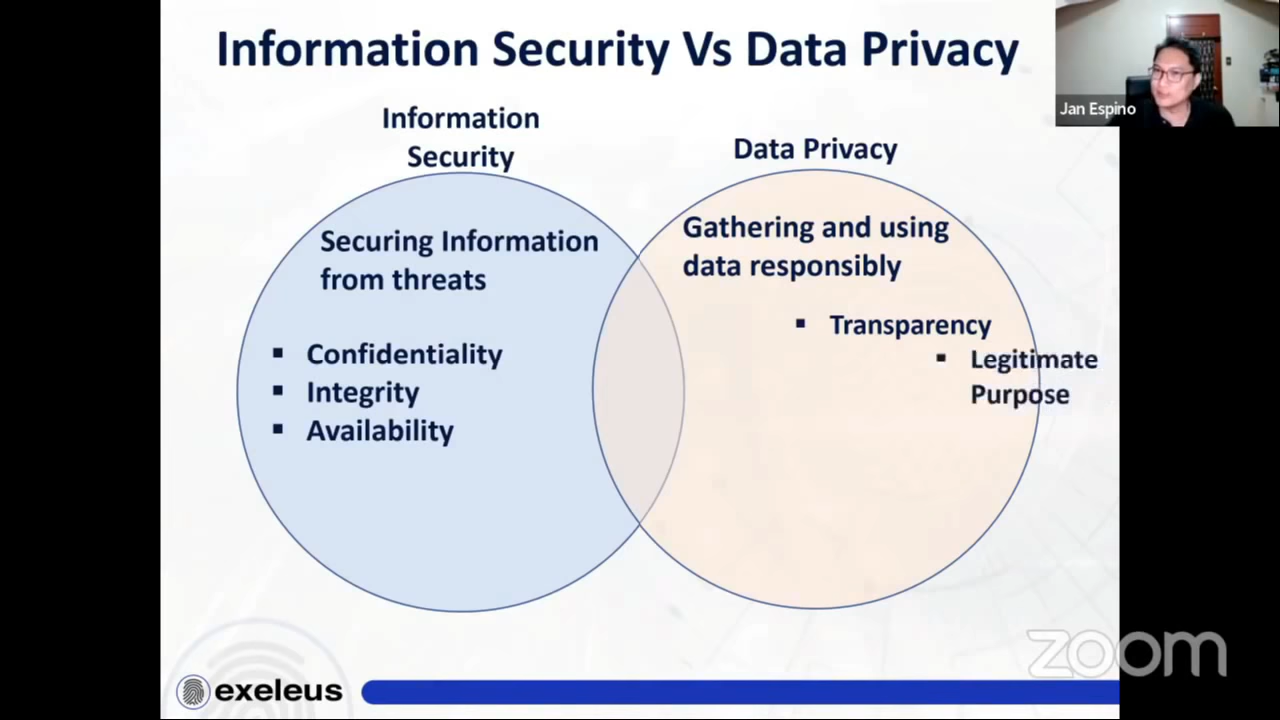 Information Security Vs Data Privacy
Jan Espino
Information
Security
Data Privacy
Securing Information
from threats
▪ Confidentiality
▪ Integrity
▪ Availability
Gathering and using
data responsibly
▪ Transparency
▪ Legitimate
Purpose
zoom
exeleus